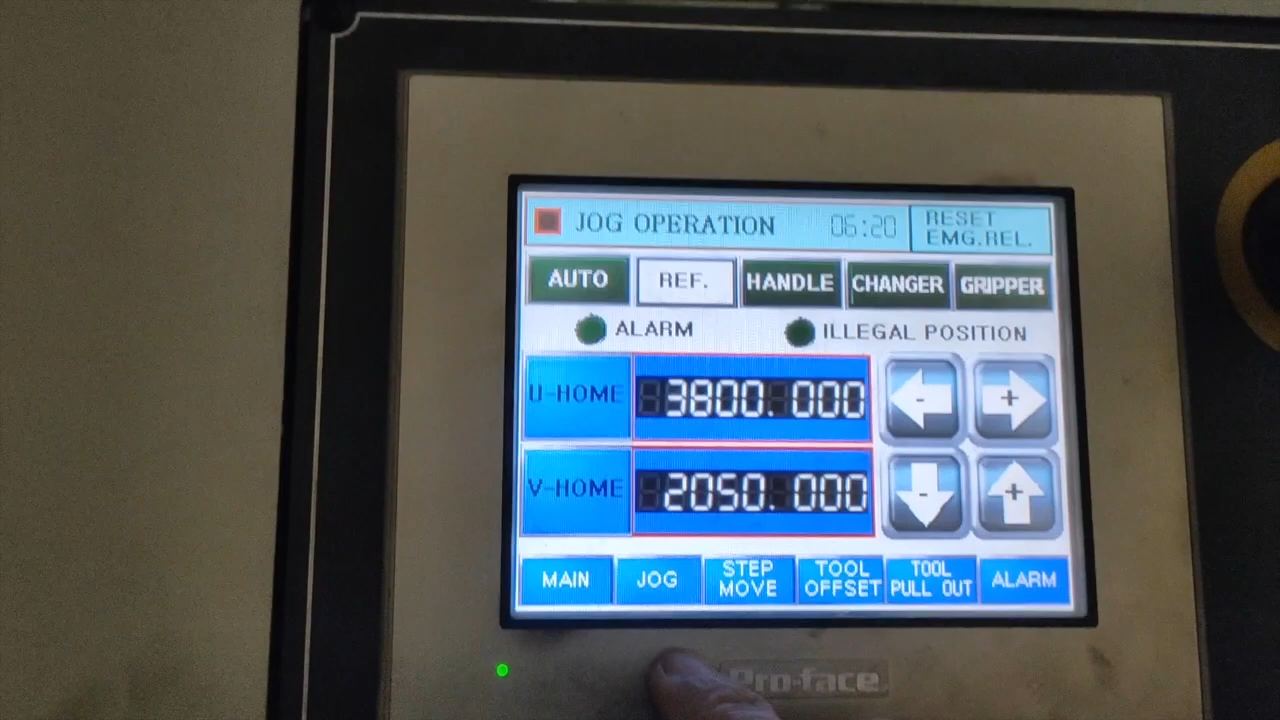 JOG OPERATION 06:20 RESET
EMG.REL.
AUTO REF. HANDLE CHANGER GRIPPER
ALARM ILLEGAL POSITION
U-HOME 3800.000 - +
V-HOME 2050.000 - +
MAIN JOG STEP MOVE TOOL OFFSET TOOL PULL OUT ALARM
Pro-face